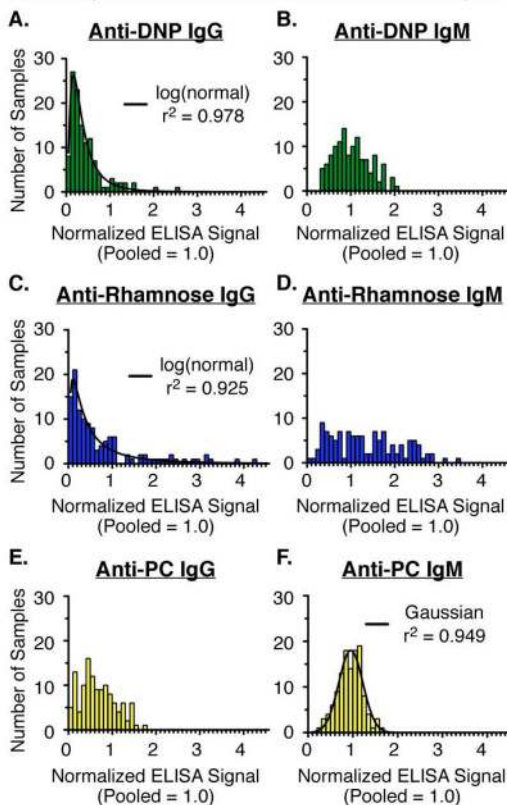 A. Anti-DNP IgG
30
20
10
0
Number of Samples
log(normal)
r² = 0.978
0 1 2 3 4
Normalized ELISA Signal
(Pooled = 1.0)
B. Anti-DNP IgM
30
20
10
0
0 1 2 3 4
Normalized ELISA Signal
(Pooled = 1.0)
C. Anti-Rhamnose IgG
30
20
10
0
Number of Samples
log(normal)
r² = 0.925
0 1 2 3 4
Normalized ELISA Signal
(Pooled = 1.0)
D. Anti-Rhamnose IgM
30
20
10
0
0 1 2 3 4
Normalized ELISA Signal
(Pooled = 1.0)
E. Anti-PC IgG
30
20
10
0
Number of Samples
0 1 2 3 4
Normalized ELISA Signal
(Pooled = 1.0)
F. Anti-PC IgM
30
20
10
0
Gaussian
r² = 0.949
0 1 2 3 4
Normalized ELISA Signal
(Pooled = 1.0)